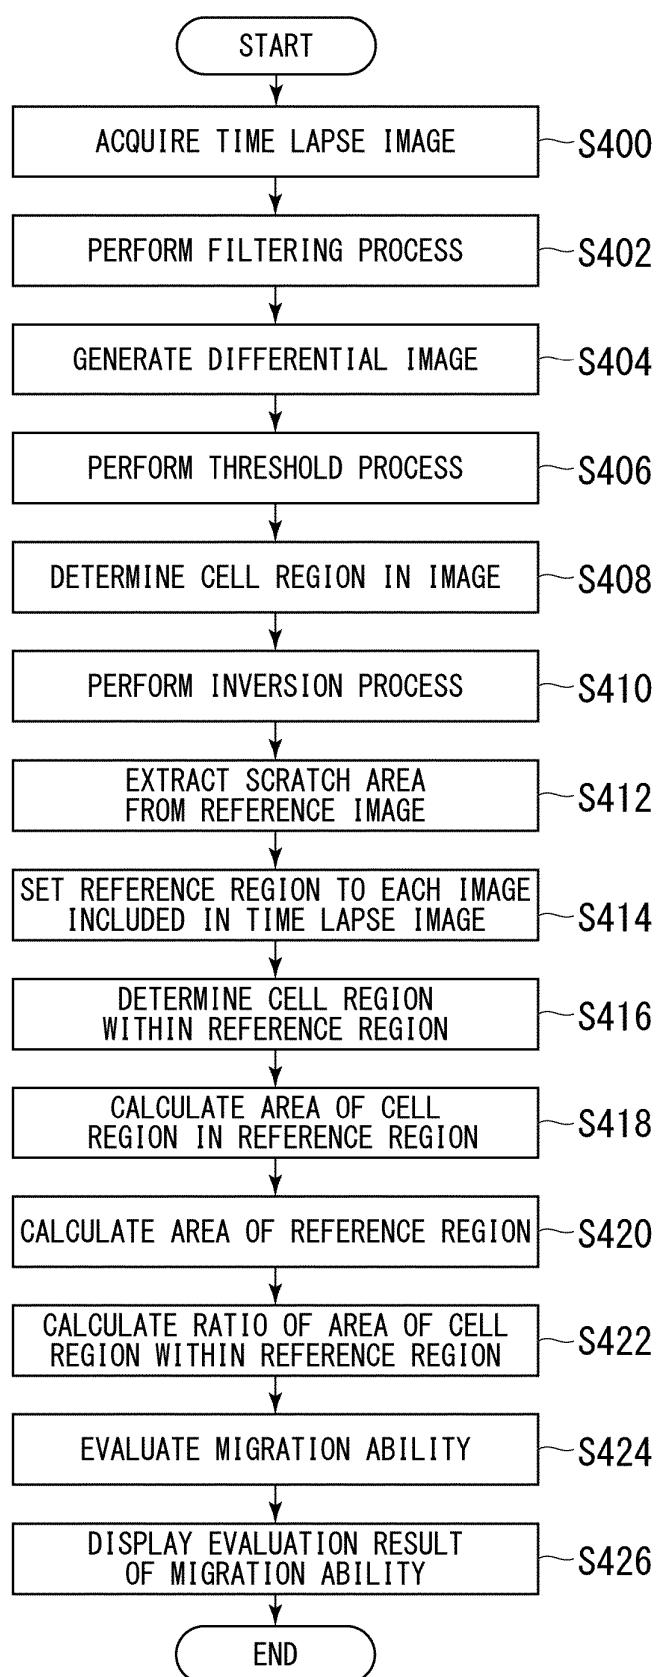 START
ACQUIRE TIME LAPSE IMAGE
S400
PERFORM FILTERING PROCESS
S402
GENERATE DIFFERENTIAL IMAGE
S404
PERFORM THRESHOLD PROCESS
S406
DETERMINE CELL REGION IN IMAGE
S408
PERFORM INVERSION PROCESS
S410
EXTRACT SCRATCH AREA
FROM REFERENCE IMAGE
S412
SET REFERENCE REGION TO EACH IMAGE
INCLUDED IN TIME LAPSE IMAGE
S414
DETERMINE CELL REGION
WITHIN REFERENCE REGION
S416
CALCULATE AREA OF CELL
REGION IN REFERENCE REGION
S418
CALCULATE AREA OF REFERENCE REGION
S420
CALCULATE RATIO OF AREA OF CELL
REGION WITHIN REFERENCE REGION
S422
EVALUATE MIGRATION ABILITY
S424
DISPLAY EVALUATION RESULT
OF MIGRATION ABILITY
S426
END